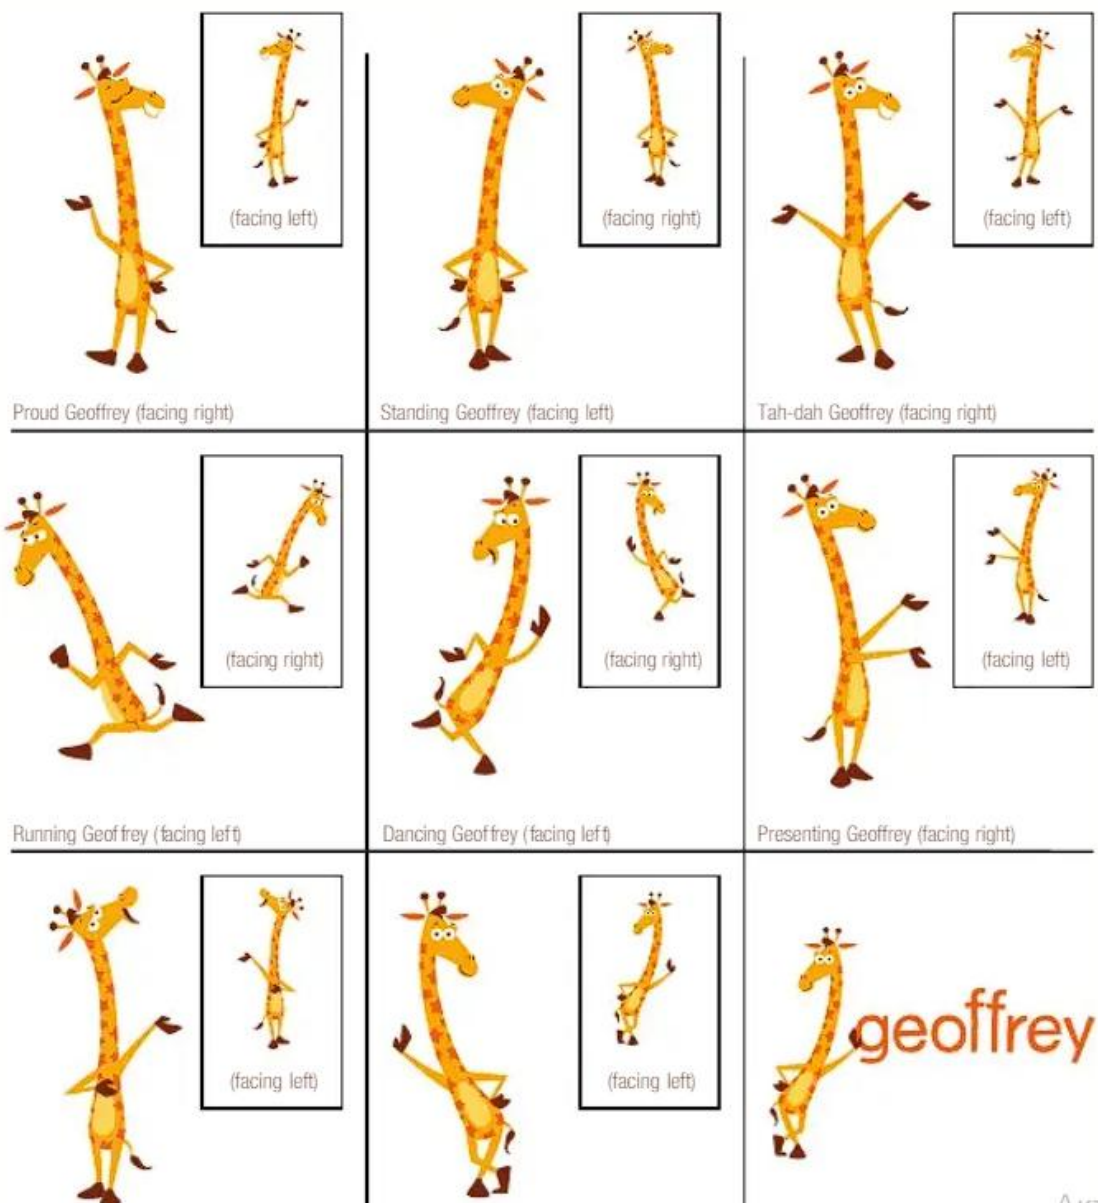 (facing left)
(facing right)
(facing left)
Proud Geoffrey (facing right)
Standing Geoffrey (facing left)
Tah-dah Geoffrey (facing right)
(facing right)
(facing right)
(facing left)
Running Geoffrey (facing left)
Dancing Geoffrey (facing left)
Presenting Geoffrey (facing right)
geoffrey
(facing left)
(facing left)